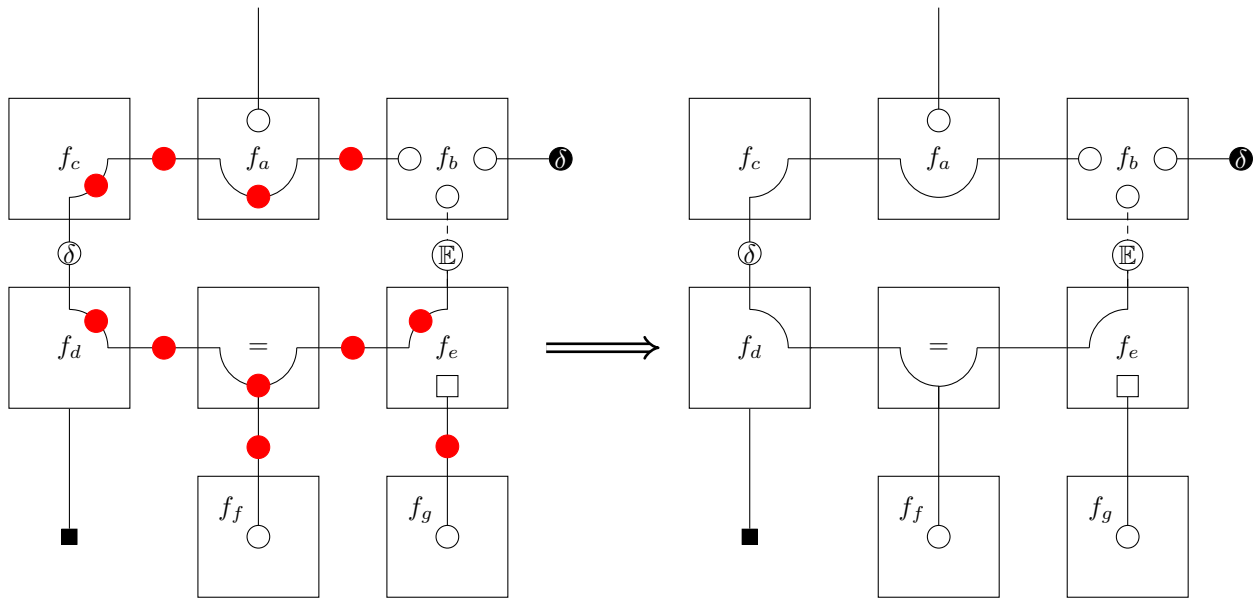 f_c f_a f_b δ f_c f_a f_b δ
δ 𝔼 δ 𝔼
f_d = f_e f_d = f_e
f_f f_g f_f f_g